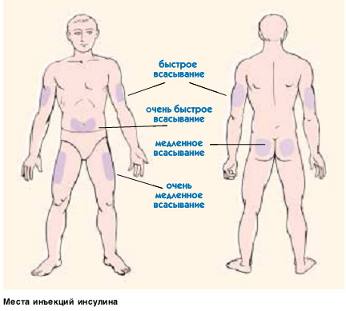 быстрое
всасывание
очень быстрое
всасывание
медленное
всасывание
очень
медленное
всасывание
Места инъекций инсулина